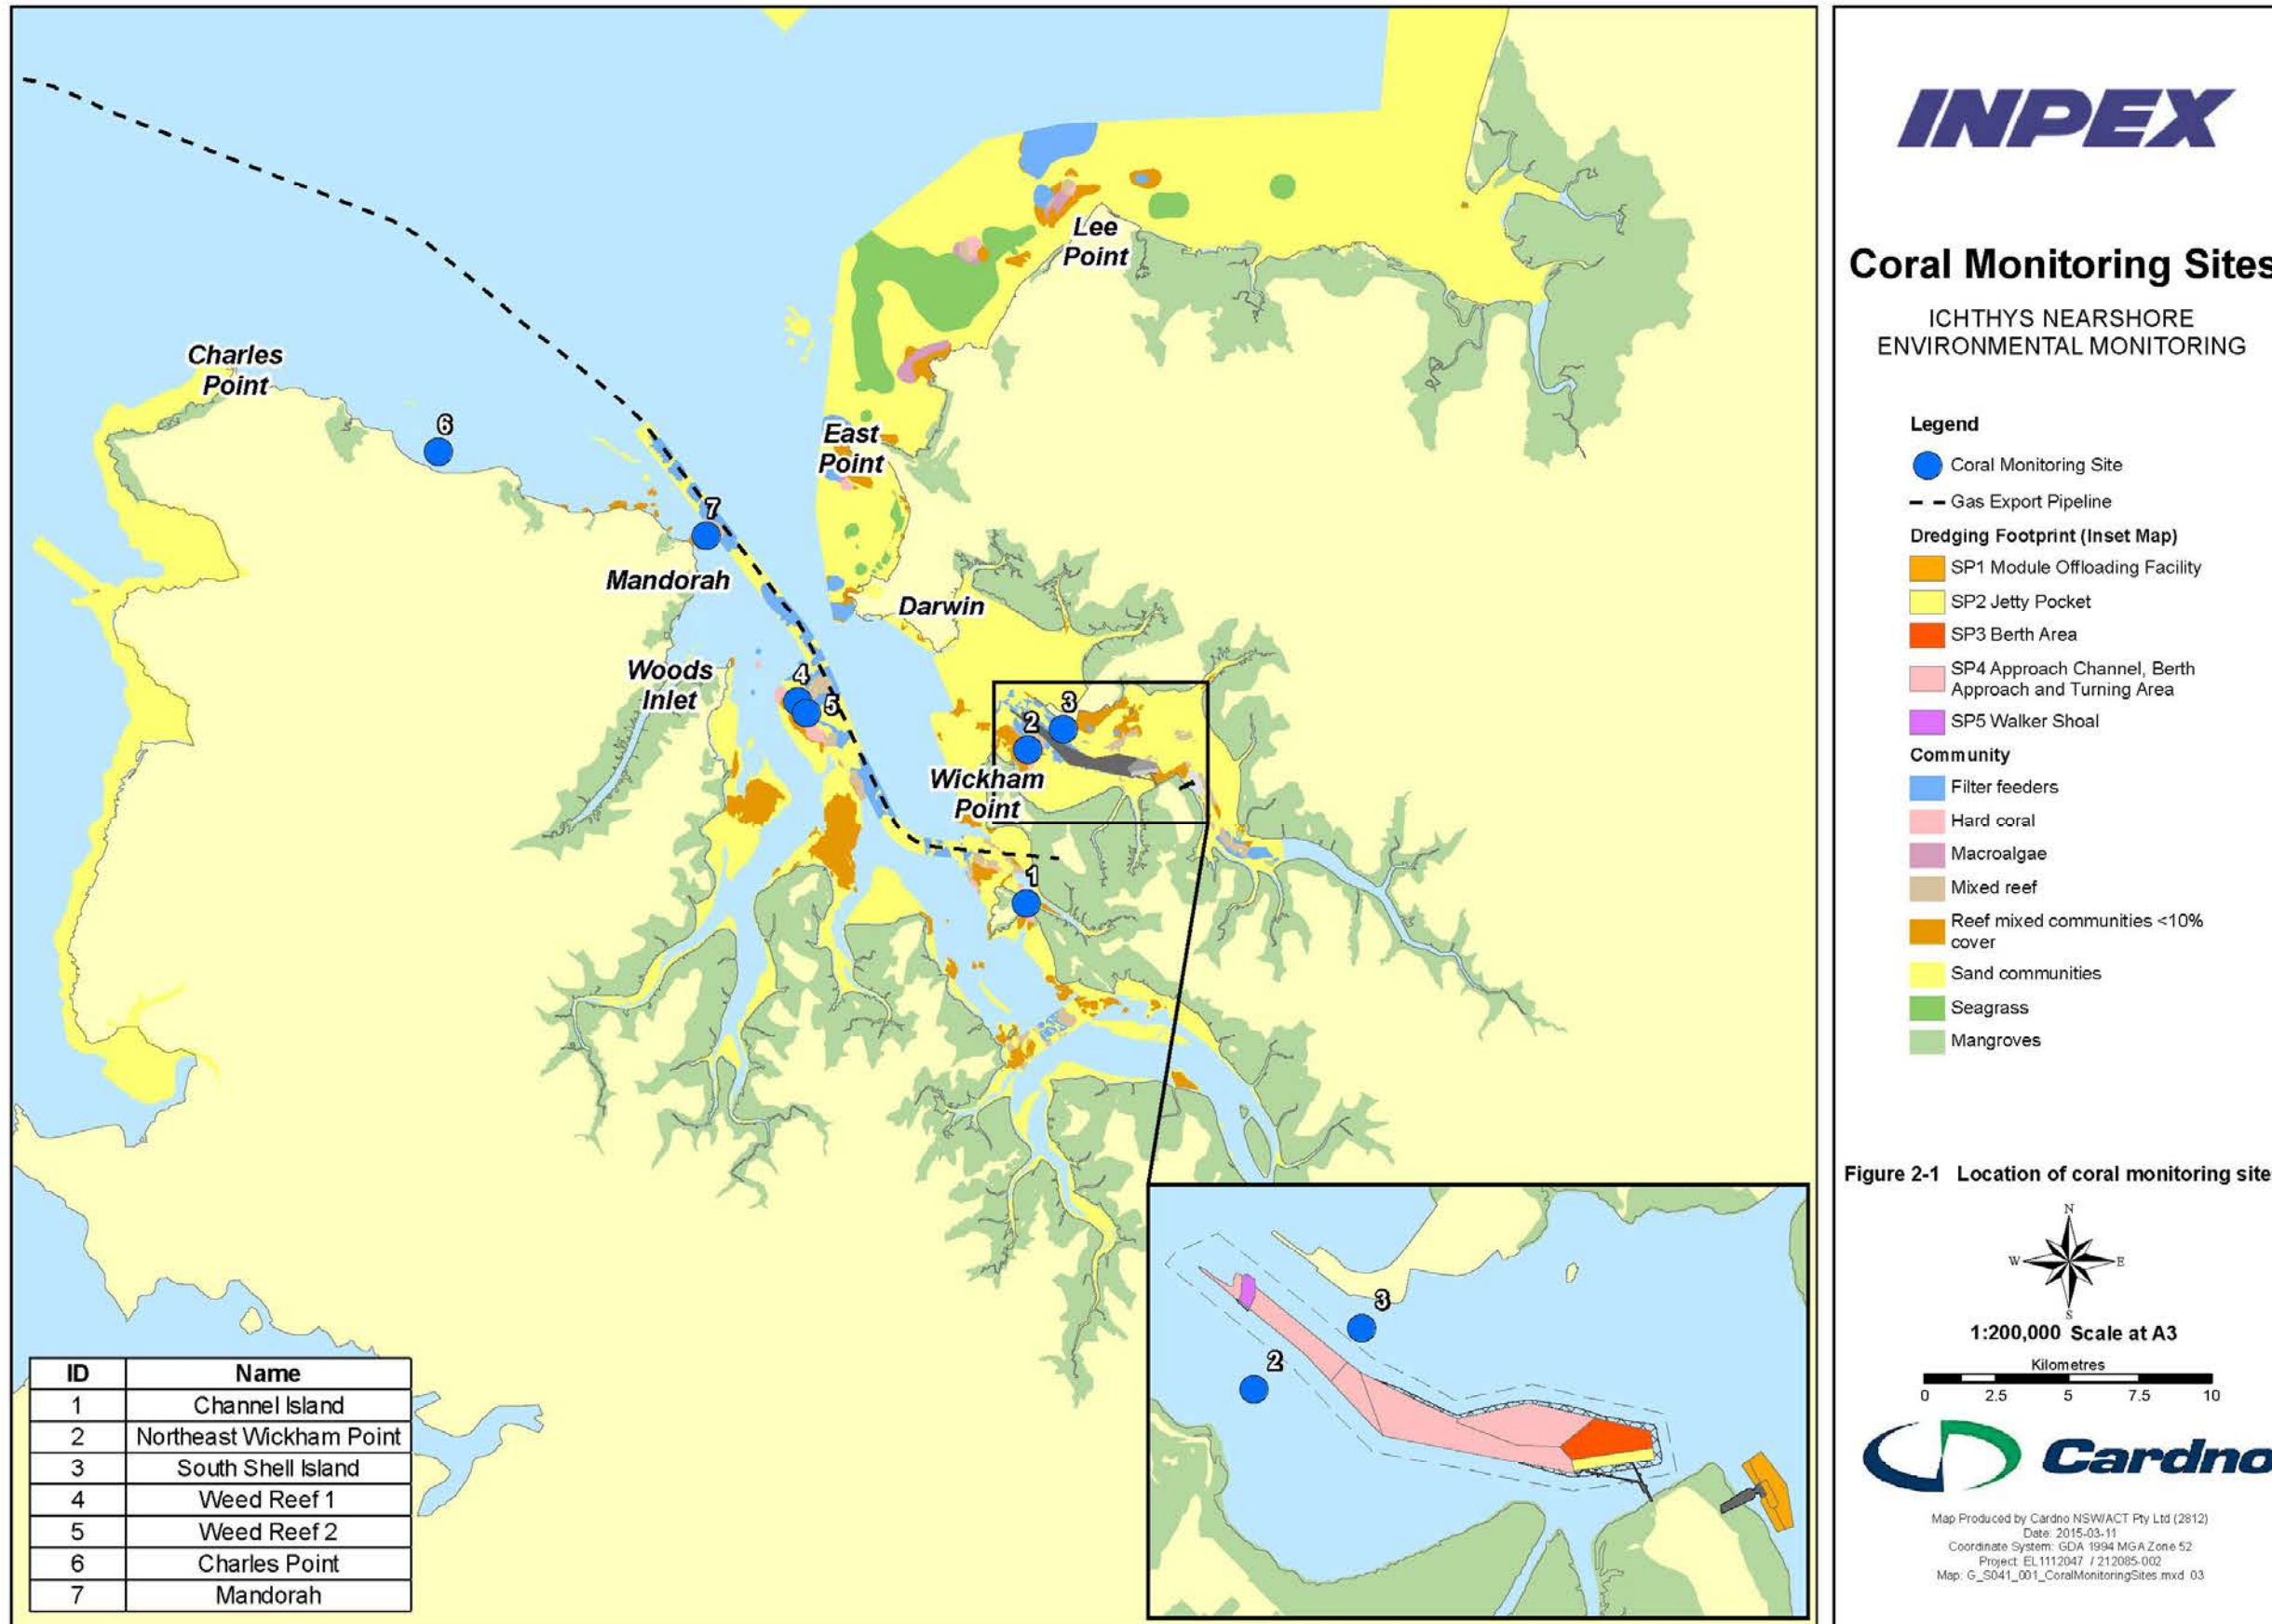 Charles
Point
6
7
Mandorah
Woods
Inlet
4
5
Lee
Point
East
Point
Darwin
3
2
Wickham
Point
1
3
2
ID Name
1 Channel Island
2 Northeast Wickham Point
3 South Shell Island
4 Weed Reef 1
5 Weed Reef 2
6 Charles Point
7 Mandorah
INPEX
Coral Monitoring Sites
ICHTHYS NEARSHORE
ENVIRONMENTAL MONITORING
Legend
Coral Monitoring Site
Gas Export Pipeline
Dredging Footprint (Inset Map)
SP1 Module Offloading Facility
SP2 Jetty Pocket
SP3 Berth Area
SP4 Approach Channel, Berth
Approach and Turning Area
SP5 Walker Shoal
Community
Filter feeders
Hard coral
Macroalgae
Mixed reef
Reef mixed communities <10%
cover
Sand communities
Seagrass
Mangroves
Figure 2-1 Location of coral monitoring site
N
W E
S
1:200,000 Scale at A3
Kilometres
0 2.5 5 7.5 10
Cardno
Map Produced by Cardno NSW/ACT Pty Ltd (2812)
Date: 2015-03-11
Coordinate System: GDA 1994 MGA Zone 52
Project: EL1112047 / 212085-002
Map: G_S041_001_CoralMonitoringSites.mxd 03